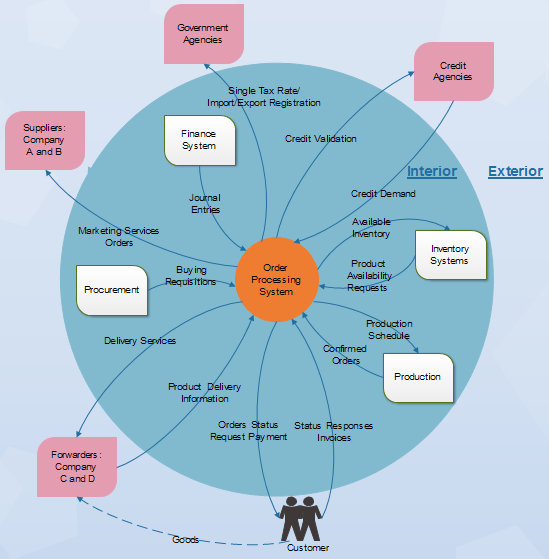 Government
Agencies
Credit
Agencies
Single Tax Rate/
Import/Export Registration
Suppliers:
Company
A and B
Finance
System
Credit Validation
Interior
Exterior
Journal
Entries
Credit Demand
Marketing Services
Orders
Available
Inventory
Inventory
Systems
Order
Processing
System
Product
Availability
Requests
Procurement
Buying
Requisitions
Delivery Services
Production
Schedule
Confirmed
Orders
Production
Product Delivery
Information
Orders Status
Request Payment
Status Responses
Invoices
Forwarders:
Company
C and D
Goods
Customer